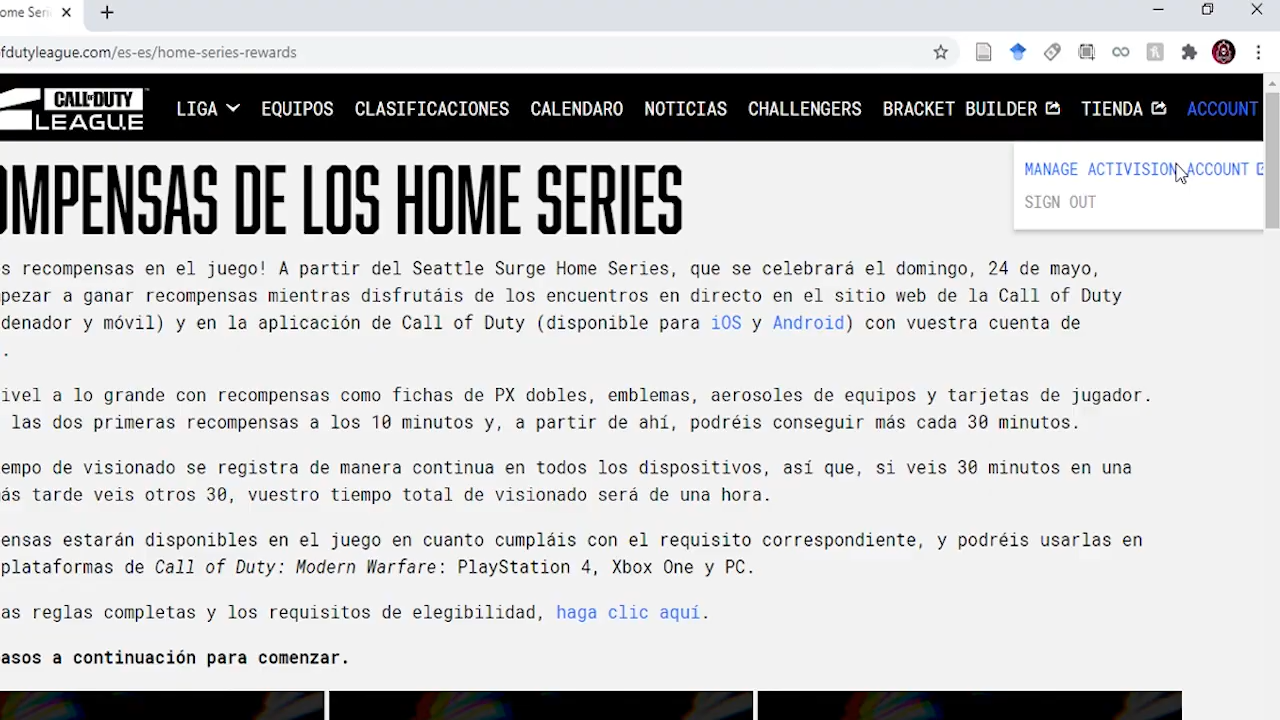 ome Seri
fdutyleague.com/es-es/home-series-rewards
CALL OF DUTY
LEAGUE
LIGA EQUIPOS CLASIFICACIONES CALENDARO NOTICIAS CHALLENGERS BRACKET BUILDER TIENDA ACCOUNT
MANAGE ACTIVISION ACCOUNT
SIGN OUT
OMPENSAS DE LOS HOME SERIES
s recompensas en el juego! A partir del Seattle Surge Home Series, que se celebrará el domingo, 24 de mayo,
pezar a ganar recompensas mientras disfrutáis de los encuentros en directo en el sitio web de la Call of Duty
denador y móvil) y en la aplicación de Call of Duty (disponible para iOS y Android) con vuestra cuenta de
.
ivel a lo grande con recompensas como fichas de PX dobles, emblemas, aerosoles de equipos y tarjetas de jugador.
las dos primeras recompensas a los 10 minutos y, a partir de ahí, podréis conseguir más cada 30 minutos.
empo de visionado se registra de manera continua en todos los dispositivos, así que, si veis 30 minutos en una
ás tarde veis otros 30, vuestro tiempo total de visionado será de una hora.
ensas estarán disponibles en el juego en cuanto cumpláis con el requisito correspondiente, y podréis usarlas en
plataformas de Call of Duty: Modern Warfare: PlayStation 4, Xbox One y PC.
as reglas completas y los requisitos de elegibilidad, haga clic aquí.
asos a continuación para comenzar.